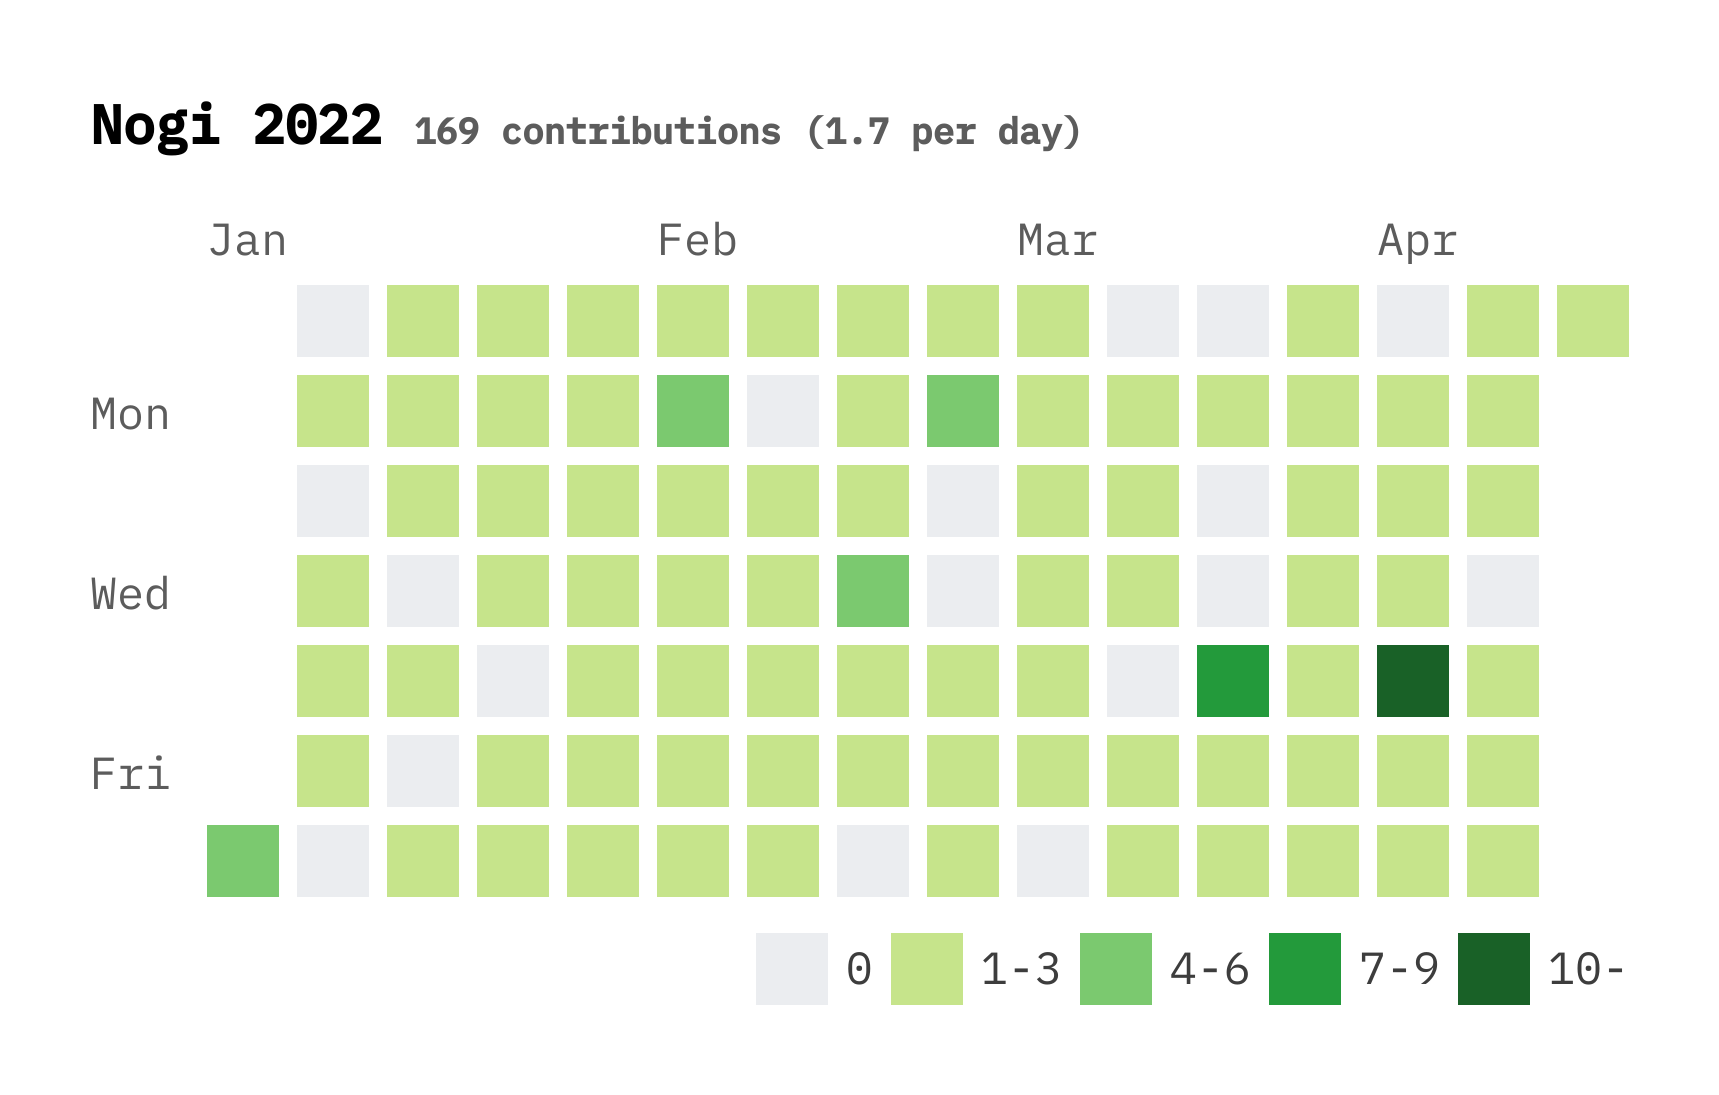 Nogi 2022 169 contributions (1.7 per day)
Jan Feb Mar Apr
Mon
Wed
Fri
0 1-3 4-6 7-9 10-